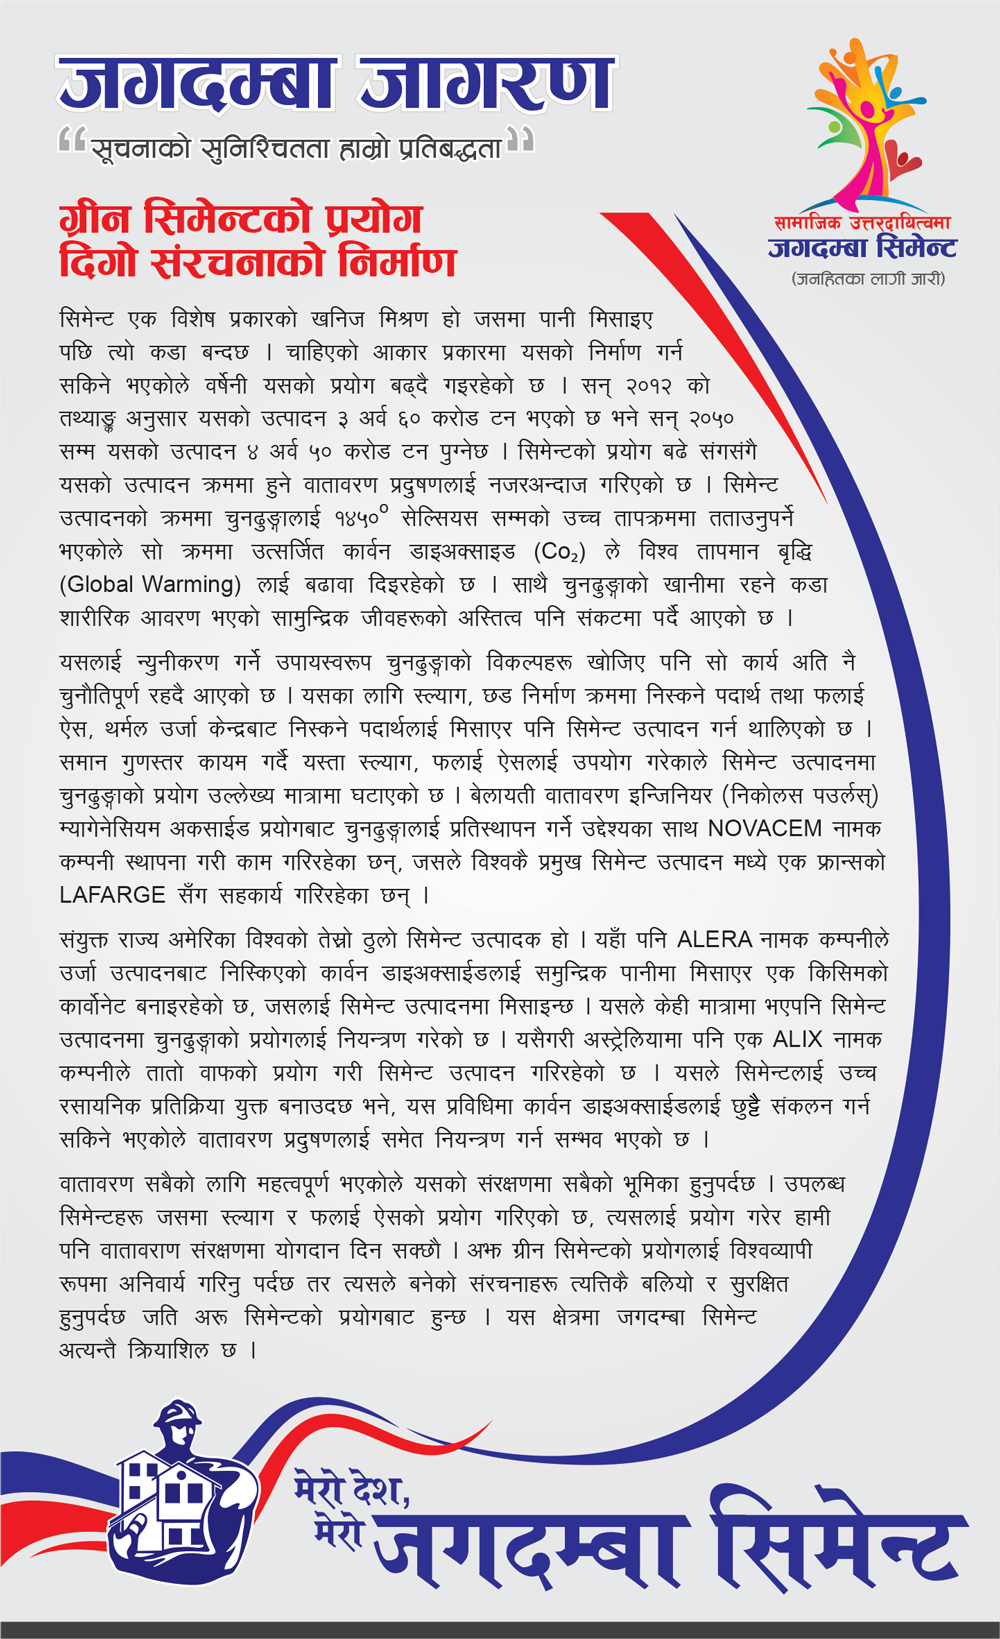 जगदम्बा जागरण
“सूचनाको सुनिश्चितता हाम्रो प्रतिबद्धता”
सामाजिक उत्तरदायित्वमा
जगदम्बा सिमेन्ट
(जनहितका लागी जारी)
ग्रीन सिमेन्टको प्रयोग
दिगो संरचनाको निर्माण
सिमेन्ट एक विशेष प्रकारको खनिज मिश्रण हो जसमा पानी मिसाइए
पछि त्यो कडा बन्दछ । चाहिएको आकार प्रकारमा यसको निर्माण गर्न
सकिने भएकोले वर्षेनी यसको प्रयोग बढ्दै गइरहेको छ । सन् २०१२ को
तथ्याङ्क अनुसार यसको उत्पादन ३ अर्व ६० करोड टन भएको छ भने सन् २०५०
सम्म यसको उत्पादन ४ अर्व ५० करोड टन पुग्नेछ । सिमेन्टको प्रयोग बढे संगसंगै
यसको उत्पादन क्रममा हुने वातावरण प्रदुषणलाई नजरअन्दाज गरिएको छ । सिमेन्ट
उत्पादनको क्रममा चुनढुङ्गालाई १४५०⁰ सेल्सियस सम्मको उच्च तापक्रममा तताउनुपर्ने
भएकोले सो क्रममा उत्सर्जित कार्वन डाइअक्साइड (Co₂) ले विश्व तापमान बृद्धि
(Global Warming) लाई बढावा दिइरहेको छ । साथै चुनढुङ्गाको खानीमा रहने कडा
शारीरिक आवरण भएको सामुन्द्रिक जीवहरूको अस्तित्व पनि संकटमा पर्दै आएको छ ।
यसलाई न्युनीकरण गर्ने उपायस्वरूप चुनढुङ्गाको विकल्पहरू खोजिए पनि सो कार्य अति नै
चुनौतिपूर्ण रहदै आएको छ । यसका लागि स्ल्याग, छड निर्माण क्रममा निस्कने पदार्थ तथा फलाई
ऐस, थर्मल उर्जा केन्द्रबाट निस्कने पदार्थलाई मिसाएर पनि सिमेन्ट उत्पादन गर्न थालिएको छ ।
समान गुणस्तर कायम गर्दै यस्ता स्ल्याग, फलाई ऐसलाई उपयोग गरेकाले सिमेन्ट उत्पादनमा
चुनढुङ्गाको प्रयोग उल्लेख्य मात्रामा घटाएको छ । बेलायती वातावरण इन्जिनियर (निकोलस पउर्लस्)
म्यागेनेसियम अकसाईड प्रयोगबाट चुनढुङ्गालाई प्रतिस्थापन गर्ने उद्देश्यका साथ NOVACEM नामक
कम्पनी स्थापना गरी काम गरिरहेका छन्, जसले विश्वकै प्रमुख सिमेन्ट उत्पादन मध्ये एक फ्रान्सको
LAFARGE सँग सहकार्य गरिरहेका छन् ।
संयुक्त राज्य अमेरिका विश्वको तेस्रो ठुलो सिमेन्ट उत्पादक हो । यहाँ पनि ALERA नामक कम्पनीले
उर्जा उत्पादनबाट निस्किएको कार्वन डाइअक्साईडलाई समुन्द्रिक पानीमा मिसाएर एक किसिमको
कार्वोनेट बनाइरहेको छ, जसलाई सिमेन्ट उत्पादनमा मिसाइन्छ । यसले केही मात्रामा भएपनि सिमेन्ट
उत्पादनमा चुनढुङ्गाको प्रयोगलाई नियन्त्रण गरेको छ । यसैगरी अस्ट्रेलियामा पनि एक ALIX नामक
कम्पनीले तातो वाफको प्रयोग गरी सिमेन्ट उत्पादन गरिरहेको छ । यसले सिमेन्टलाई उच्च
रसायनिक प्रतिक्रिया युक्त बनाउदछ भने, यस प्रविधिमा कार्वन डाइअक्साईडलाई छुट्टै संकलन गर्न
सकिने भएकोले वातावरण प्रदुषणलाई समेत नियन्त्रण गर्न सम्भव भएको छ ।
वातावरण सबैको लागि महत्वपूर्ण भएकोले यसको संरक्षणमा सबैको भूमिका हुनुपर्दछ । उपलब्ध
सिमेन्टहरू जसमा स्ल्याग र फलाई ऐसको प्रयोग गरिएको छ, त्यसलाई प्रयोग गरेर हामी
पनि वातावराण संरक्षणमा योगदान दिन सक्छौ । अझ ग्रीन सिमेन्टको प्रयोगलाई विश्वव्यापी
रूपमा अनिवार्य गरिनु पर्दछ तर त्यसले बनेको संरचनाहरू त्यत्तिकै बलियो र सुरक्षित
हुनुपर्दछ जति अरू सिमेन्टको प्रयोगबाट हुन्छ । यस क्षेत्रमा जगदम्बा सिमेन्ट
अत्यन्तै क्रियाशिल छ ।
मेरो देश,
मेरो जगदम्बा सिमेन्ट